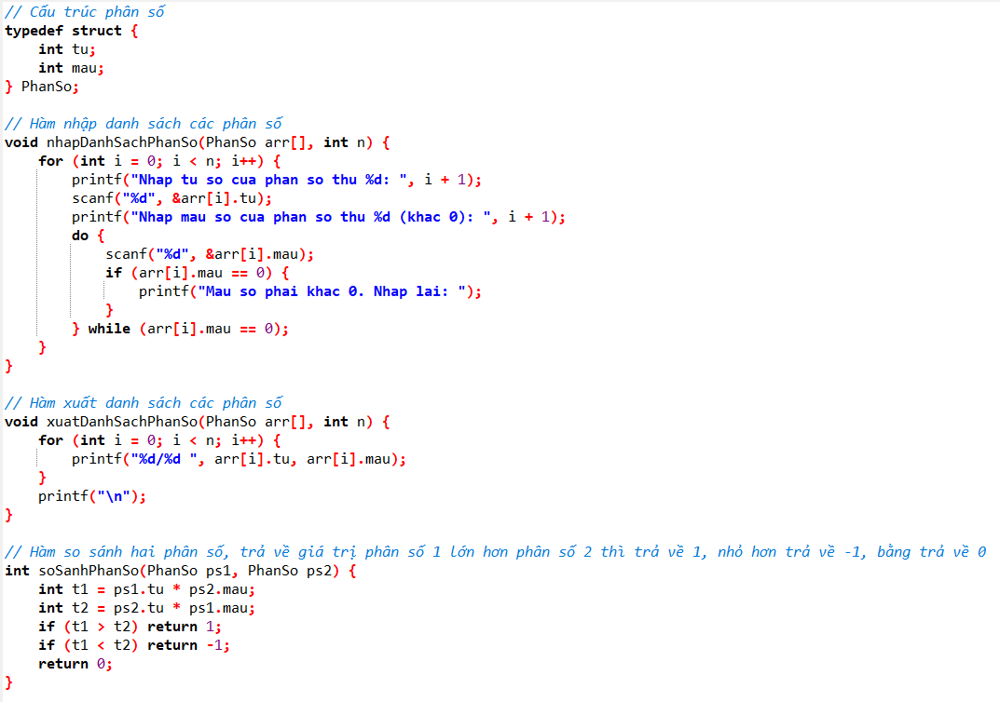 // Cấu trúc phân số
typedef struct {
    int tu;
    int mau;
} PhanSo;

// Hàm nhập danh sách các phân số
void nhapDanhSachPhanSo(PhanSo arr[], int n) {
    for (int i = 0; i < n; i++) {
        printf("Nhap tu so cua phan so thu %d: ", i + 1);
        scanf("%d", &arr[i].tu);
        printf("Nhap mau so cua phan so thu %d (khac 0): ", i + 1);
        do {
            scanf("%d", &arr[i].mau);
            if (arr[i].mau == 0) {
                printf("Mau so phai khac 0. Nhap lai: ");
            }
        } while (arr[i].mau == 0);
    }
}

// Hàm xuất danh sách các phân số
void xuatDanhSachPhanSo(PhanSo arr[], int n) {
    for (int i = 0; i < n; i++) {
        printf("%d/%d ", arr[i].tu, arr[i].mau);
    }
    printf("\n");
}

// Hàm so sánh hai phân số, trả về giá trị phân số 1 lớn hơn phân số 2 thì trả về 1, nhỏ hơn trả về -1, bằng trả về 0
int soSanhPhanSo(PhanSo ps1, PhanSo ps2) {
    int t1 = ps1.tu * ps2.mau;
    int t2 = ps2.tu * ps1.mau;
    if (t1 > t2) return 1;
    if (t1 < t2) return -1;
    return 0;
}